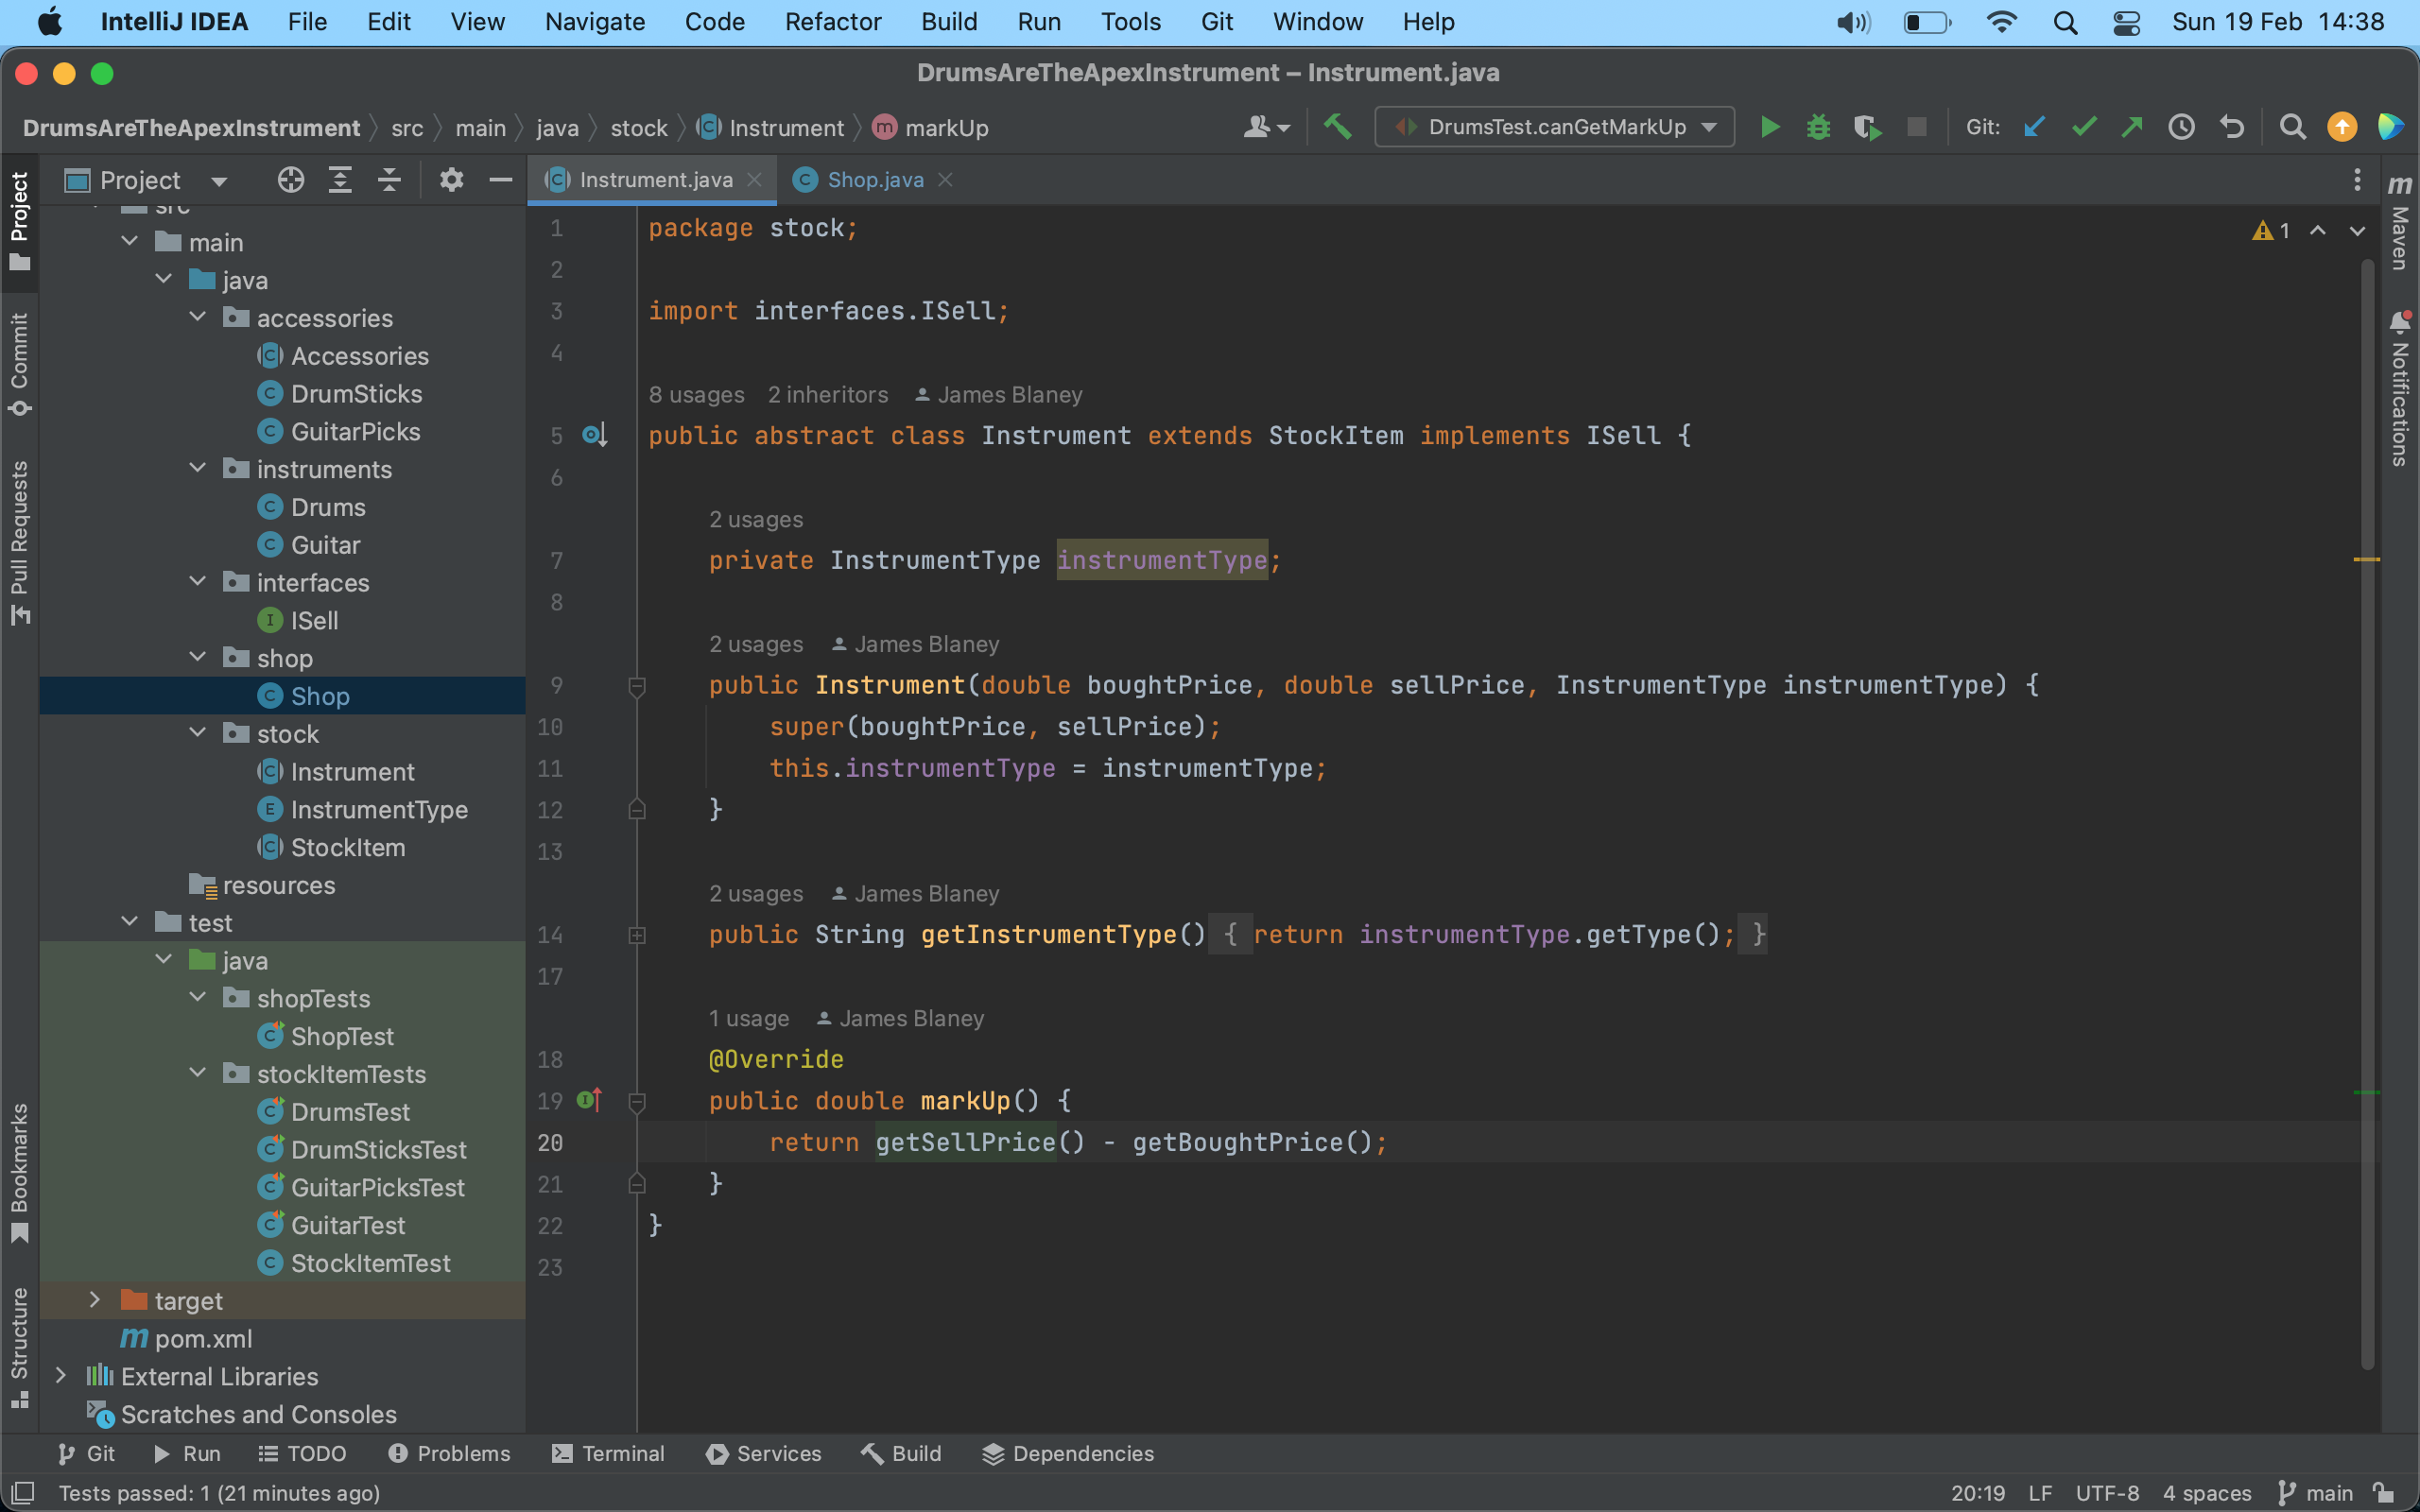 IntelliJ IDEA File Edit View Navigate Code Refactor Build Run Tools Git Window Help Sun 19 Feb 14:38
DrumsAreTheApexInstrument – Instrument.java
DrumsAreTheApexInstrument src main java stock Instrument markUp DrumsTest.canGetMarkUp Git:
Project
Instrument.java Shop.java
Project
Commit
Pull Requests
Bookmarks
Structure
src
main
java
accessories
Accessories
DrumSticks
GuitarPicks
instruments
Drums
Guitar
interfaces
ISell
shop
Shop
stock
Instrument
InstrumentType
StockItem
resources
test
java
shopTests
ShopTest
stockItemTests
DrumsTest
DrumSticksTest
GuitarPicksTest
GuitarTest
StockItemTest
target
pom.xml
External Libraries
Scratches and Consoles
1 package stock;
2
3 import interfaces.ISell;
4
8 usages 2 inheritors James Blaney
5 public abstract class Instrument extends StockItem implements ISell {
6
2 usages
7 private InstrumentType instrumentType;
8
2 usages James Blaney
9 public Instrument(double boughtPrice, double sellPrice, InstrumentType instrumentType) {
10 super(boughtPrice, sellPrice);
11 this.instrumentType = instrumentType;
12 }
13
2 usages James Blaney
14 public String getInstrumentType() { return instrumentType.getType(); }
17
1 usage James Blaney
18 @Override
19 public double markUp() {
20 return getSellPrice() - getBoughtPrice();
21 }
22 }
23
1
m
Maven
Notifications
Git Run TODO Problems Terminal Services Build Dependencies
Tests passed: 1 (21 minutes ago) 20:19 LF UTF-8 4 spaces main